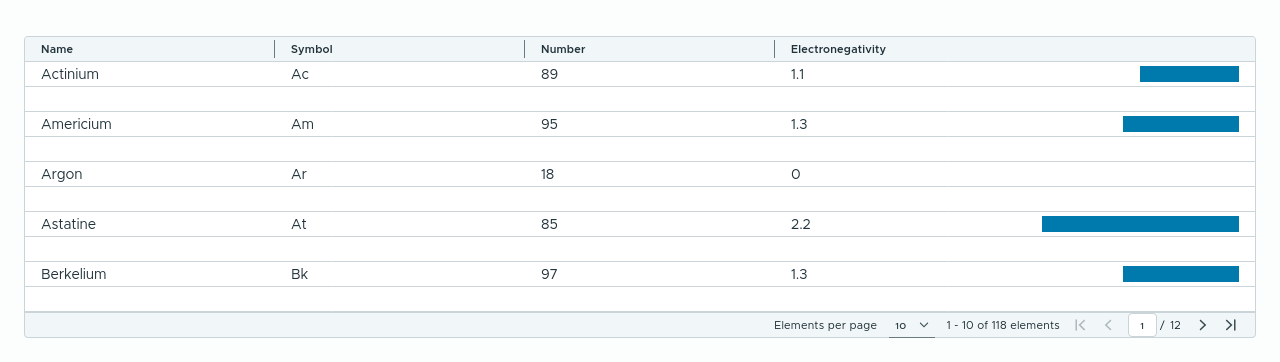 Name Symbol Number Electronegativity
Actinium Ac 89 1.1
Americium Am 95 1.3
Argon Ar 18 0
Astatine At 85 2.2
Berkelium Bk 97 1.3
Elements per page 10 1 - 10 of 118 elements 1 / 12